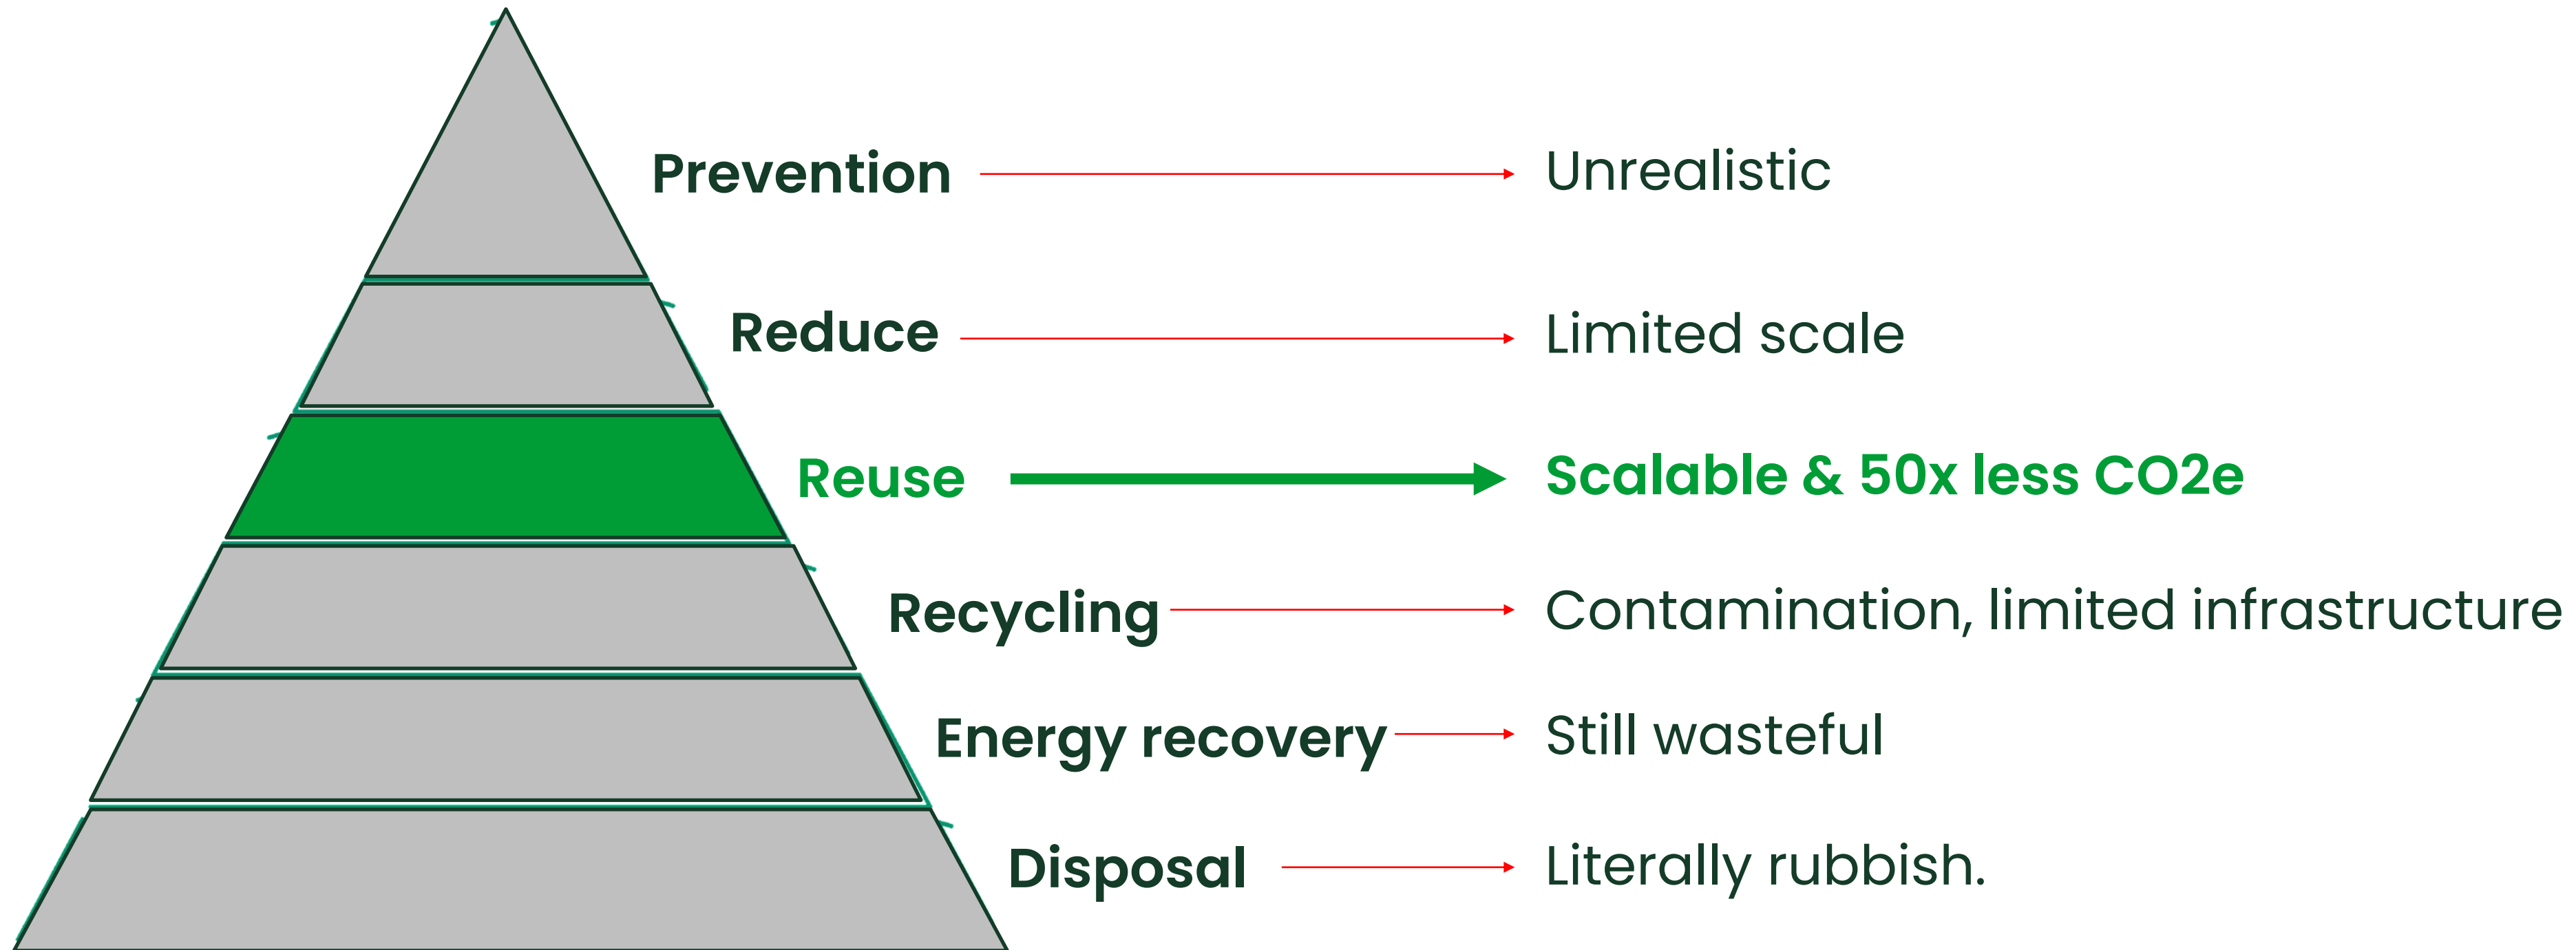 Prevention
Unrealistic
Reduce
Limited scale
Reuse
Scalable & 50x less CO2e
Recycling
Contamination, limited infrastructure
Energy recovery
Still wasteful
Disposal
Literally rubbish.